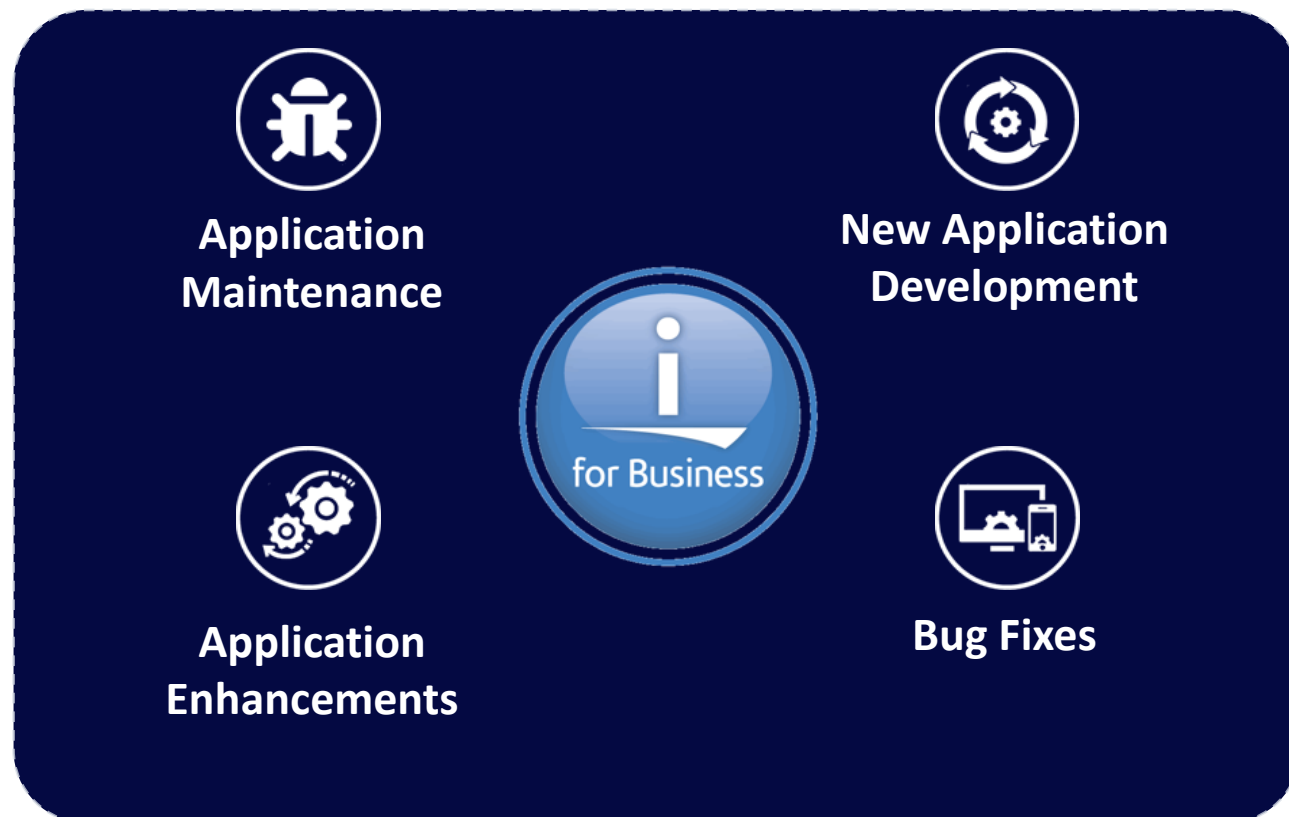 Application
Maintenance
New Application
Development
i
for Business
Application
Enhancements
Bug Fixes